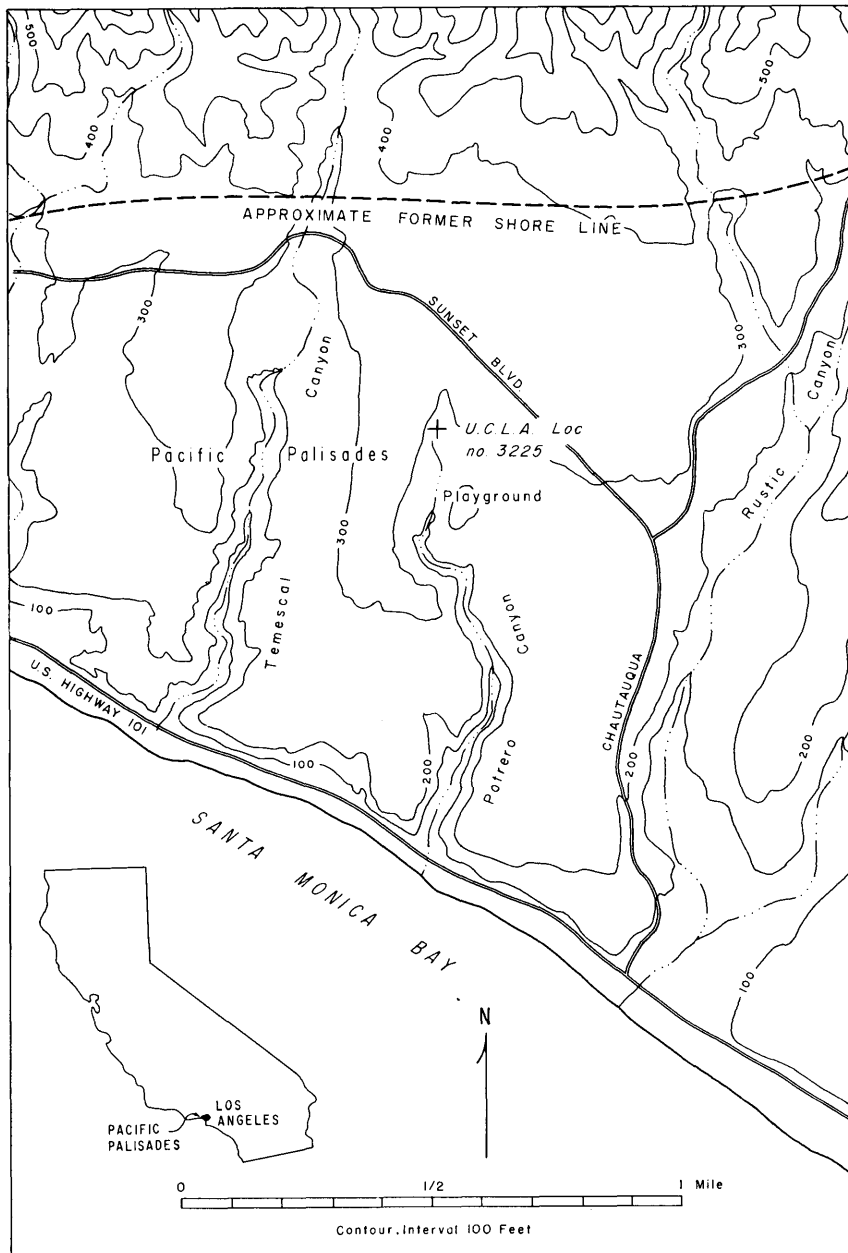 500
400
400
500
APPROXIMATE FORMER SHORE LINE
SUNSET BLVD.
300
300
Canyon
Canyon
Rustic
U.C.L.A. Loc
no. 3225
Pacific Palisades
Playground
300
100
Temescal
Canyon
Potrero
CHAUTAUQUA
U.S. HIGHWAY 101
100
200
200
200
100
SANTA MONICA BAY
N
LOS
ANGELES
PACIFIC
PALISADES
0 1/2 1 Mile
Contour Interval 100 Feet